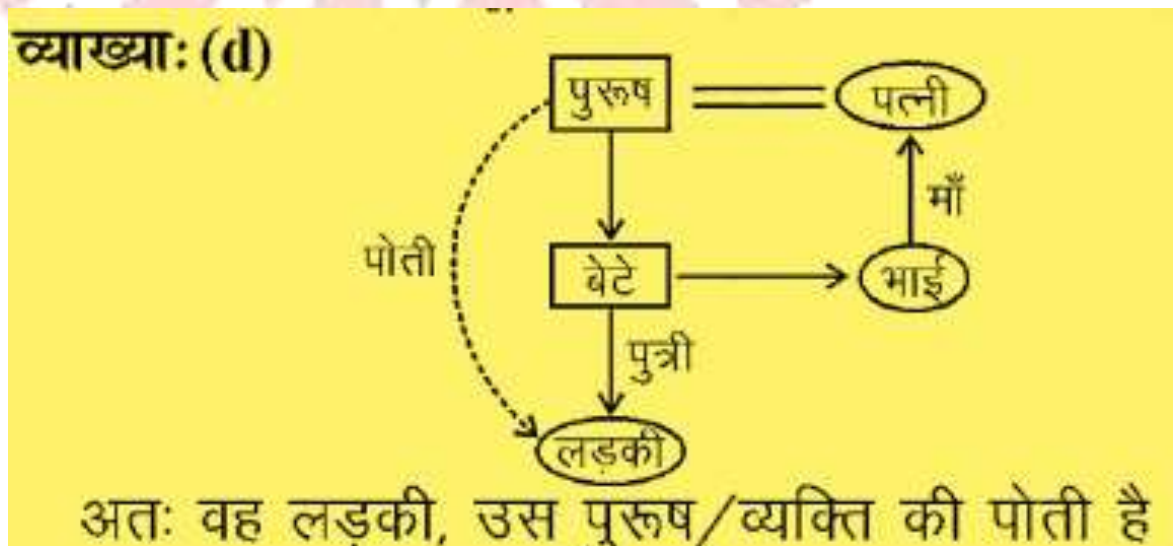 व्याख्या: (d)
पुरूष
पत्नी
माँ
पोती
बेटे
भाई
पुत्री
लड़की
अतः वह लड़की, उस पुरूष/व्यक्ति की पोती है